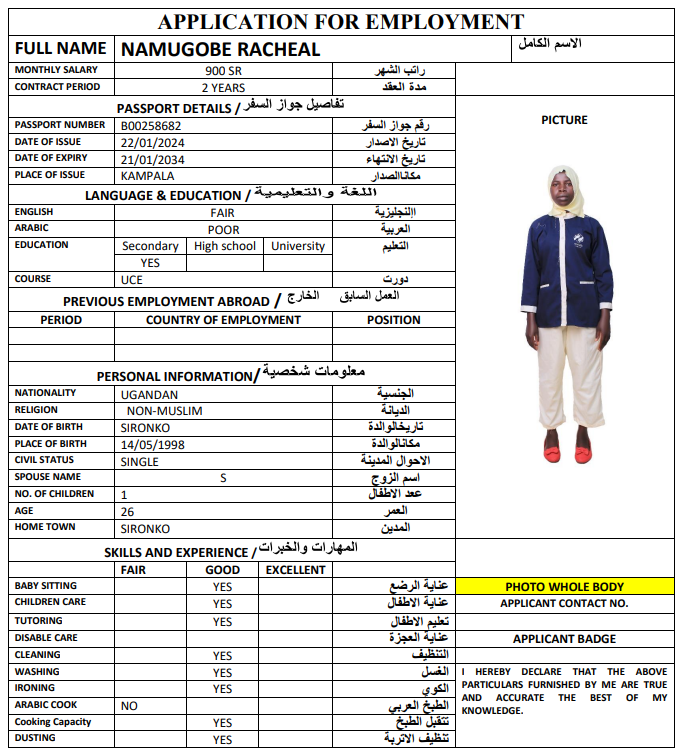 APPLICATION FOR EMPLOYMENT
FULL NAME NAMUGOBE RACHEAL الاسم الكامل
MONTHLY SALARY 900 SR راتب الشهر
CONTRACT PERIOD 2 YEARS مدة العقد
PASSPORT DETAILS / تفاصيل جواز السفر
PICTURE
PASSPORT NUMBER B00258682 رقم جواز السفر
DATE OF ISSUE 22/01/2024 تاريخ الاصدار
DATE OF EXPIRY 21/01/2034 تاريخ الانتهاء
PLACE OF ISSUE KAMPALA مكاناالصدار
LANGUAGE & EDUCATION / اللغة والتعليمية
ENGLISH FAIR اإلنجليزية
ARABIC POOR العربية
EDUCATION Secondary High school University التعليم
YES
COURSE UCE دورت
PREVIOUS EMPLOYMENT ABROAD / العمل السابق الخارج
PERIOD COUNTRY OF EMPLOYMENT POSITION
PERSONAL INFORMATION/ معلومات شخصية
NATIONALITY UGANDAN الجنسية
RELIGION NON-MUSLIM الديانة
DATE OF BIRTH SIRONKO تاريخالوالدة
PLACE OF BIRTH 14/05/1998 مكانالوالدة
CIVIL STATUS SINGLE الاحوال المدينة
SPOUSE NAME S اسم الزوج
NO. OF CHILDREN 1 عدد الاطفال
AGE 26 العمر
HOME TOWN SIRONKO المدين
SKILLS AND EXPERIENCE / المهارات والخبرات
FAIR GOOD EXCELLENT
BABY SITTING YES عناية الرضع
PHOTO WHOLE BODY
CHILDREN CARE YES عناية الاطفال
APPLICANT CONTACT NO.
TUTORING YES تعليم الاطفال
DISABLE CARE عناية العجزة
APPLICANT BADGE
CLEANING YES التنظيف
WASHING YES الغسل
IRONING YES الكوي
ARABIC COOK NO الطبخ العربي
Cooking Capacity YES تتقبل الطبخ
DUSTING YES تنظيف الاتربة
I HEREBY DECLARE THAT THE ABOVE
PARTICULARS FURNISHED BY ME ARE TRUE
AND ACCURATE THE BEST OF MY
KNOWLEDGE.